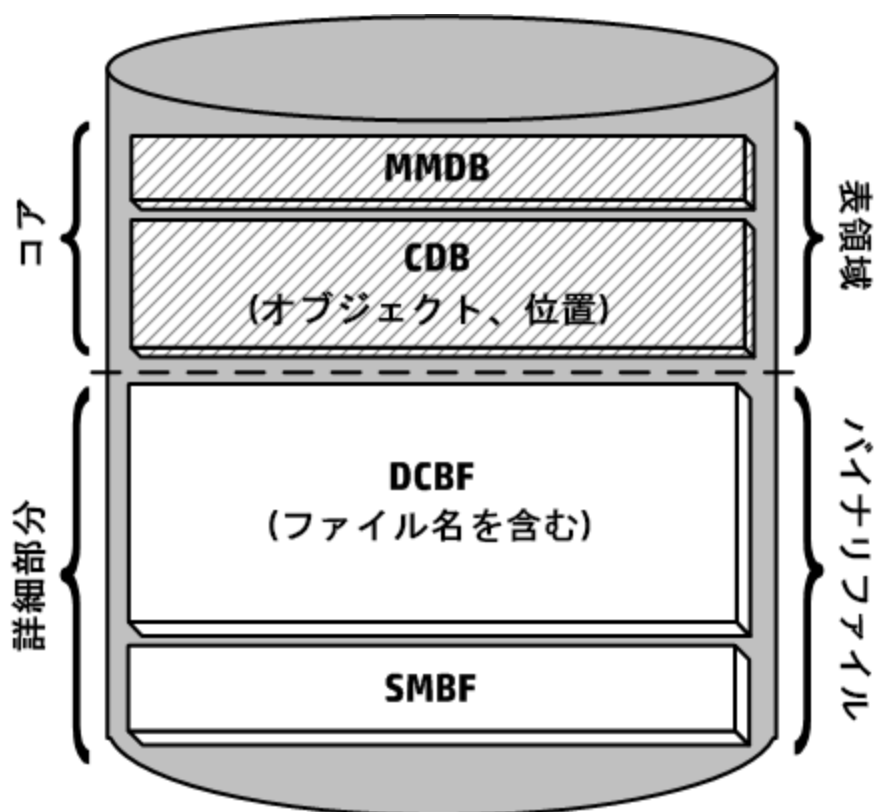 MMDB
CDB
(オブジェクト、位置)
コア
表領域
DCBF
(ファイル名を含む)
SMBF
詳細部分
バイナリファイル